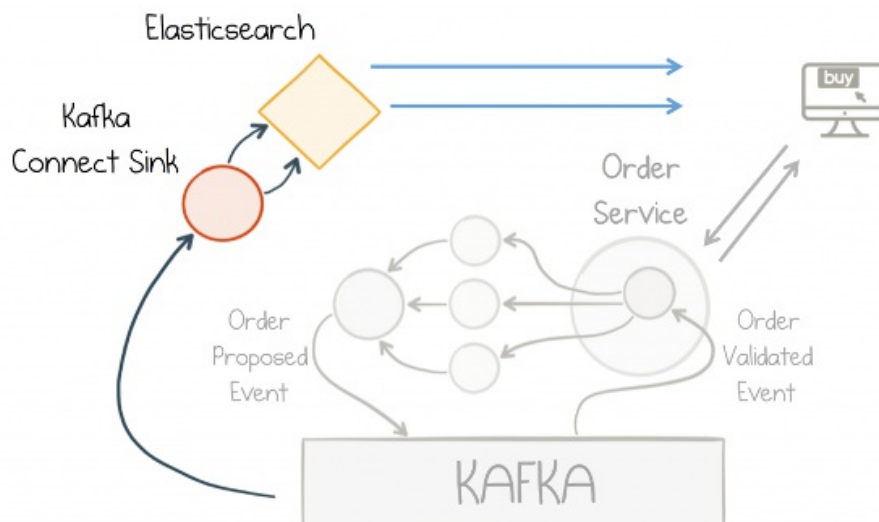 Elasticsearch
Kafka
Connect Sink
buy
Order
Service
Order
Proposed
Event
Order
Validated
Event
KAFKA